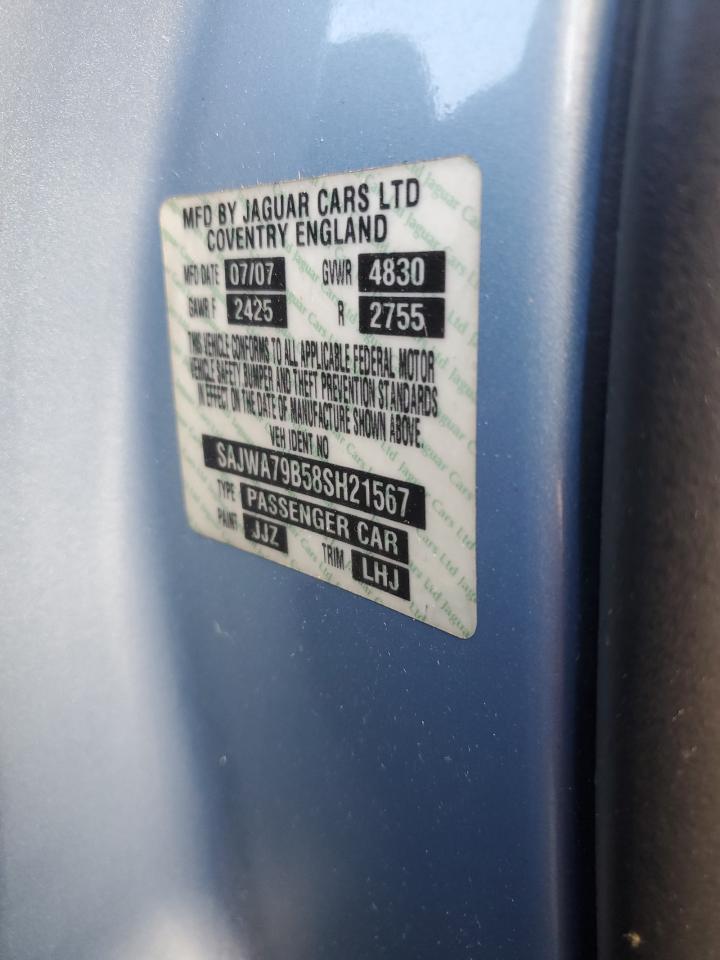 MFD BY JAGUAR CARS LTD
COVENTRY ENGLAND
MFD DATE 07/07 GVWR 4830
GAWR F 2425 R 2755
THIS VEHICLE CONFORMS TO ALL APPLICABLE FEDERAL MOTOR
VEHICLE SAFETY BUMPER AND THEFT PREVENTION STANDARDS
IN EFFECT ON THE DATE OF MANUFACTURE SHOWN ABOVE
VEH IDENT NO
SAJWA79B58SH21567
TYPE PASSENGER CAR
PAINT JJZ TRIM LHJ